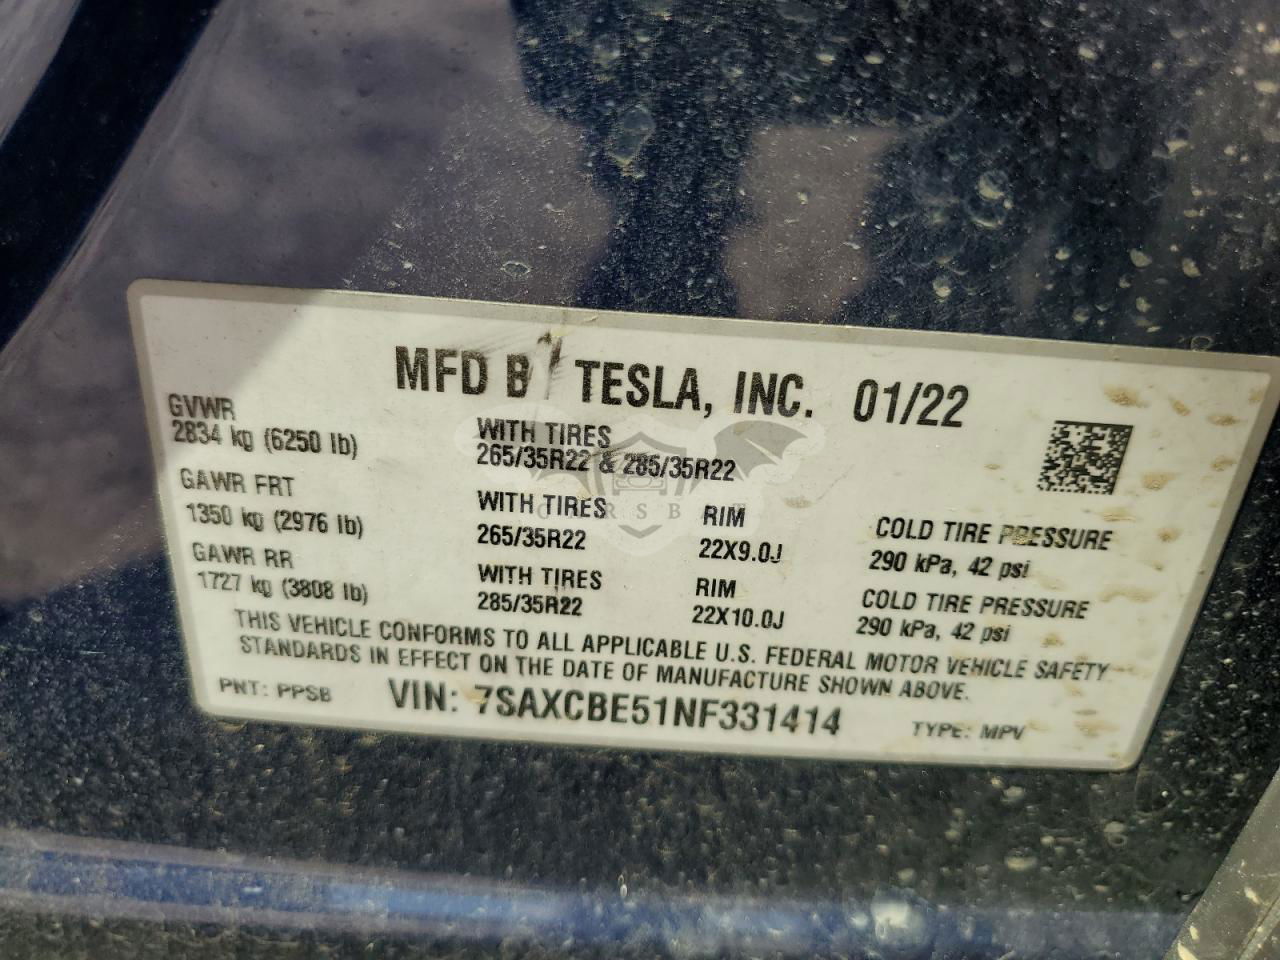 MFD BY TESLA, INC. 01/22
GVWR
2834 kg (6250 lb)
WITH TIRES
265/35R22 & 285/35R22
GAWR FRT
1350 kg (2976 lb)
WITH TIRES
265/35R22
RIM
22X9.0J
COLD TIRE PRESSURE
290 kPa, 42 psi
GAWR RR
1727 kg (3808 lb)
WITH TIRES
285/35R22
RIM
22X10.0J
COLD TIRE PRESSURE
290 kPa, 42 psi
THIS VEHICLE CONFORMS TO ALL APPLICABLE U.S. FEDERAL MOTOR VEHICLE SAFETY
STANDARDS IN EFFECT ON THE DATE OF MANUFACTURE SHOWN ABOVE.
PNT: PPSB VIN: 7SAXCBE51NF331414 TYPE: MPV